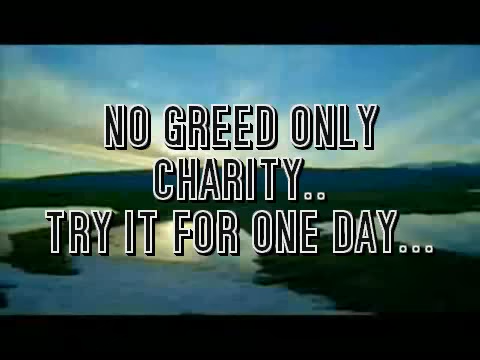 NO GREED ONLY
CHARITY..
TRY IT FOR ONE DAY...